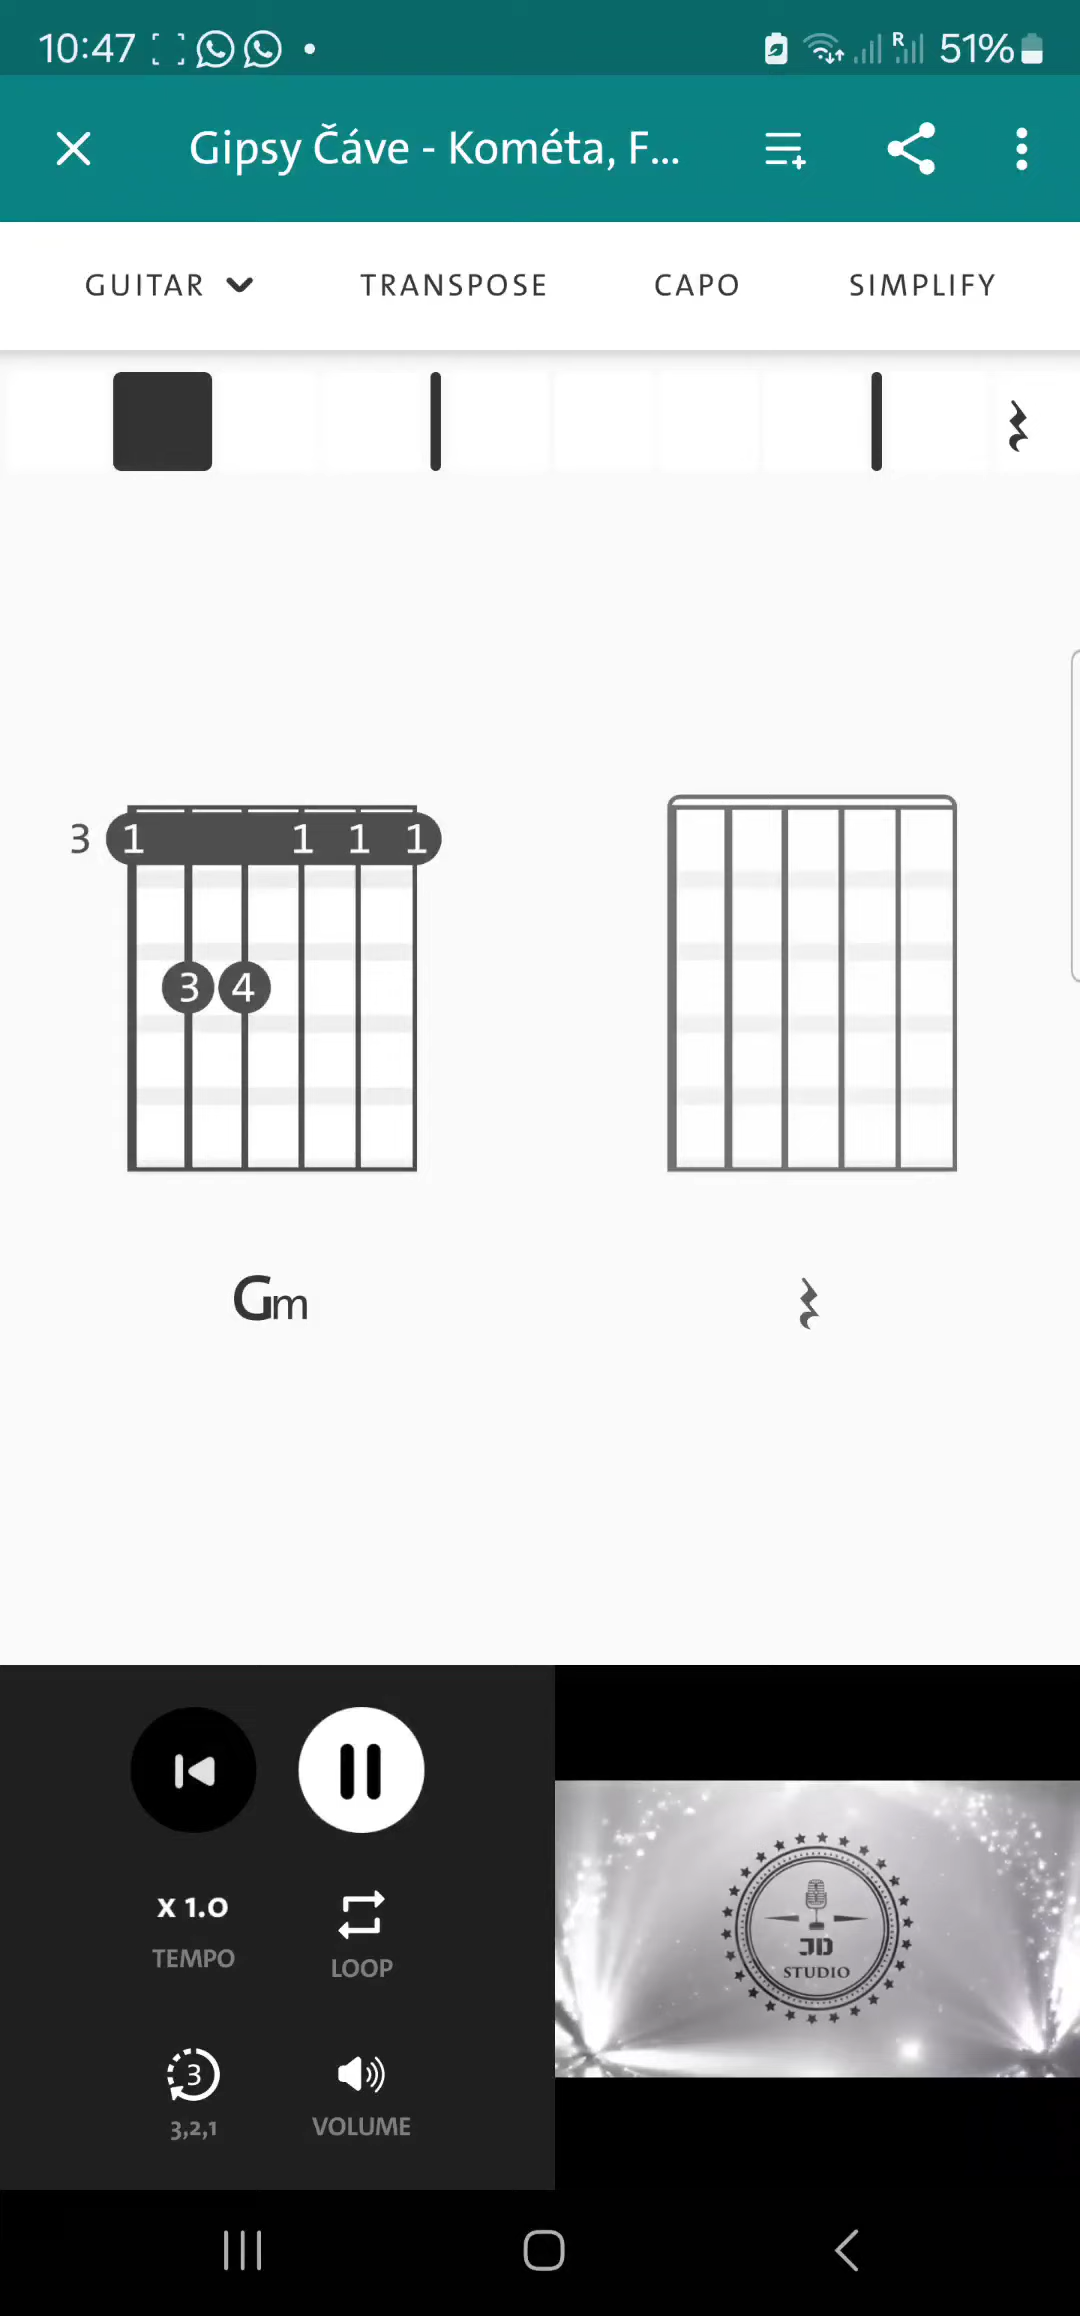 10:47 R 51%
Gipsy Čáve - Kométa, F...
GUITAR TRANSPOSE CAPO SIMPLIFY
3 1 1 1 1
3 4
Gm
x 1.0
TEMPO LOOP
3
3,2,1 VOLUME
JD
STUDIO